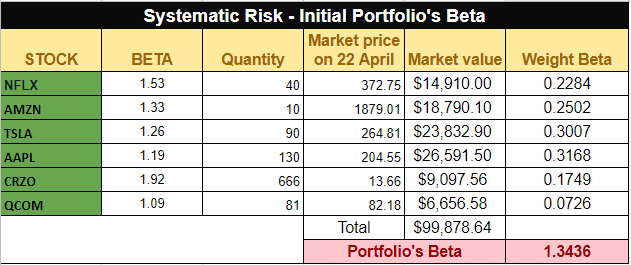 Systematic Risk - Initial Portfolio's Beta
STOCK BETA Quantity Market price on 22 April Market value Weight Beta
NFLX 1.53 40 372.75 $14,910.00 0.2284
AMZN 1.33 10 1879.01 $18,790.10 0.2502
TSLA 1.26 90 264.81 $23,832.90 0.3007
AAPL 1.19 130 204.55 $26,591.50 0.3168
CRZO 1.92 666 13.66 $9,097.56 0.1749
QCOM 1.09 81 82.18 $6,656.58 0.0726
Total $99,878.64
Portfolio's Beta 1.3436